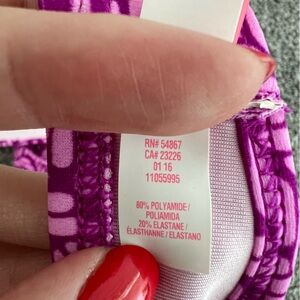 RN# 54867
CA# 23226
01 16
11055995
80% POLYAMIDE /
POLIAMIDA
20% ELASTANE /
ÉLASTHANNE / ELASTANO